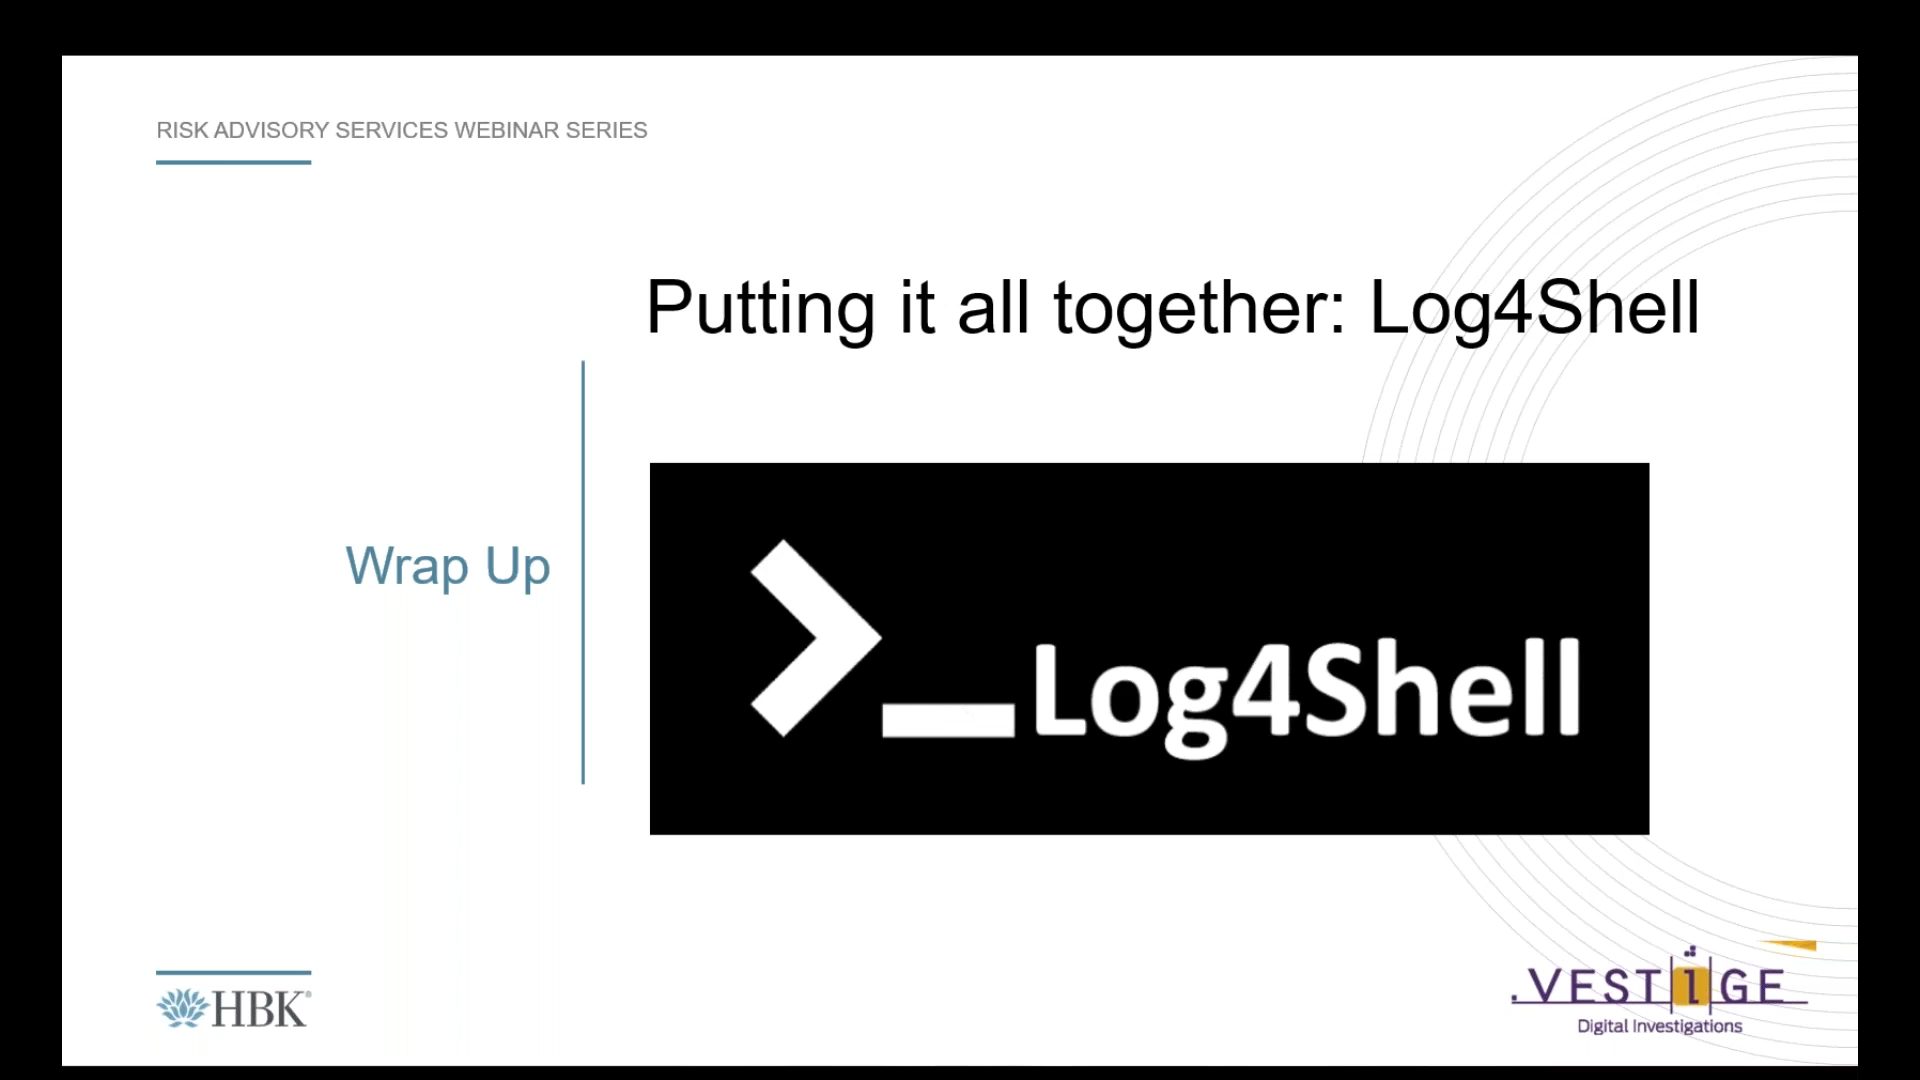 RISK ADVISORY SERVICES WEBINAR SERIES
Putting it all together: Log4Shell
Wrap Up
>_Log4Shell
HBK®
.VESTIGE
Digital Investigations